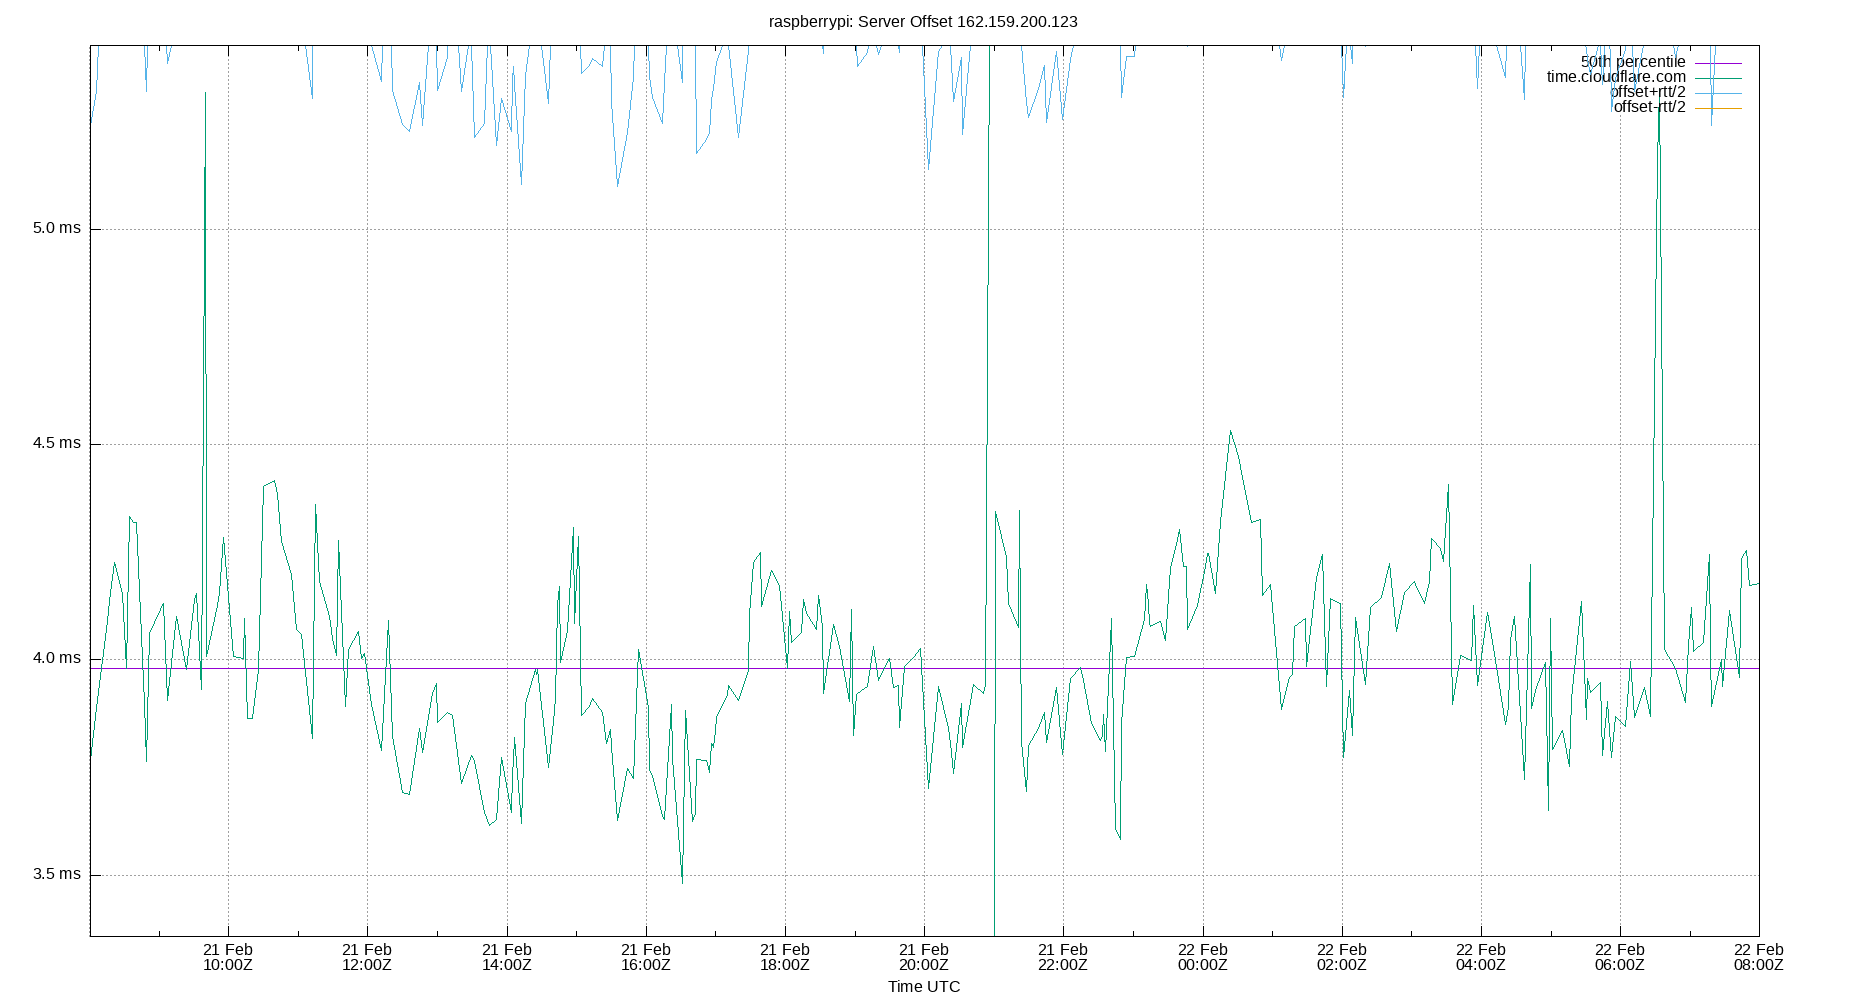 raspberrypi: Server Offset 162.159.200.123
50th percentile
time.cloudflare.com
offset+rtt/2
offset-rtt/2
5.0 ms
4.5 ms
4.0 ms
3.5 ms
21 Feb 21 Feb 21 Feb 21 Feb 21 Feb 21 Feb 21 Feb 22 Feb 22 Feb 22 Feb 22 Feb 22 Feb
10:00Z 12:00Z 14:00Z 16:00Z 18:00Z 20:00Z 22:00Z 00:00Z 02:00Z 04:00Z 06:00Z 08:00Z
Time UTC